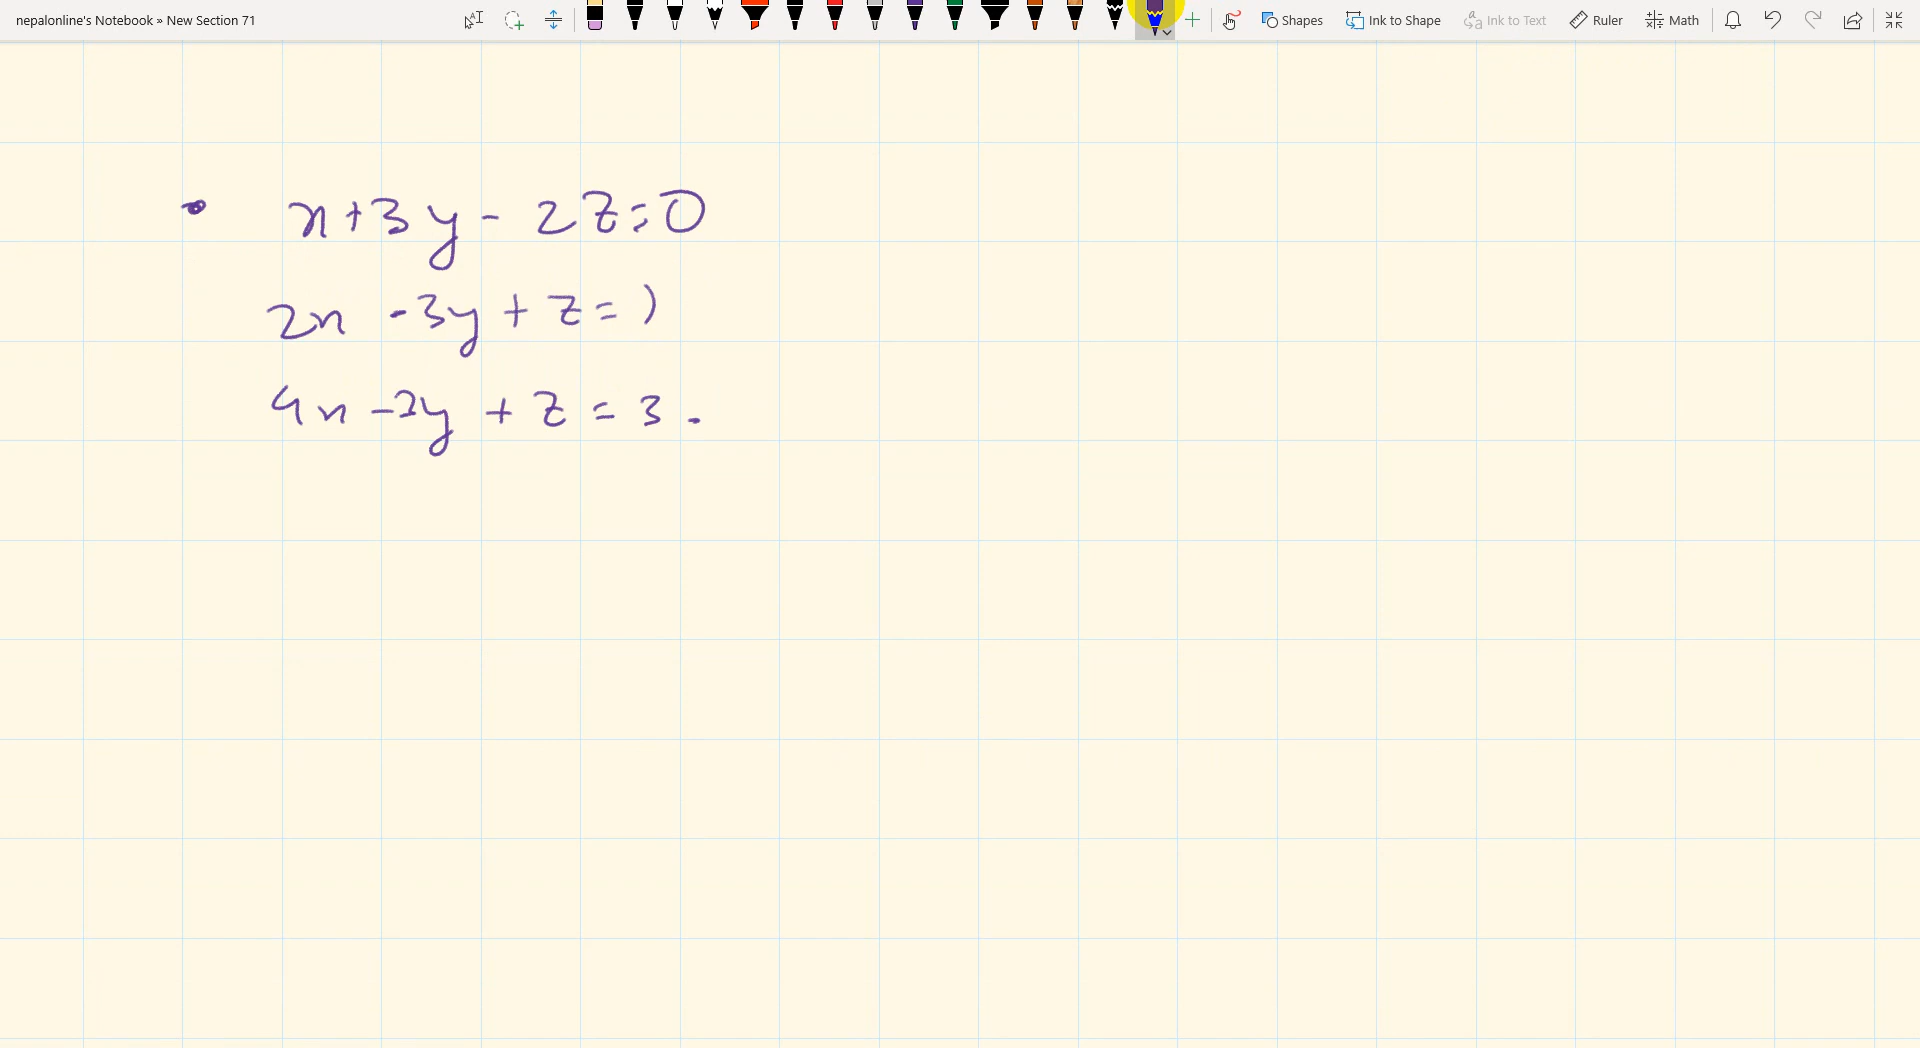 nepalonline's Notebook » New Section 71
Shapes
Ink to Shape
Ink to Text
Ruler
Math
x+3y-2z=0
2x-3y+z=1
4x-2y+z=3.